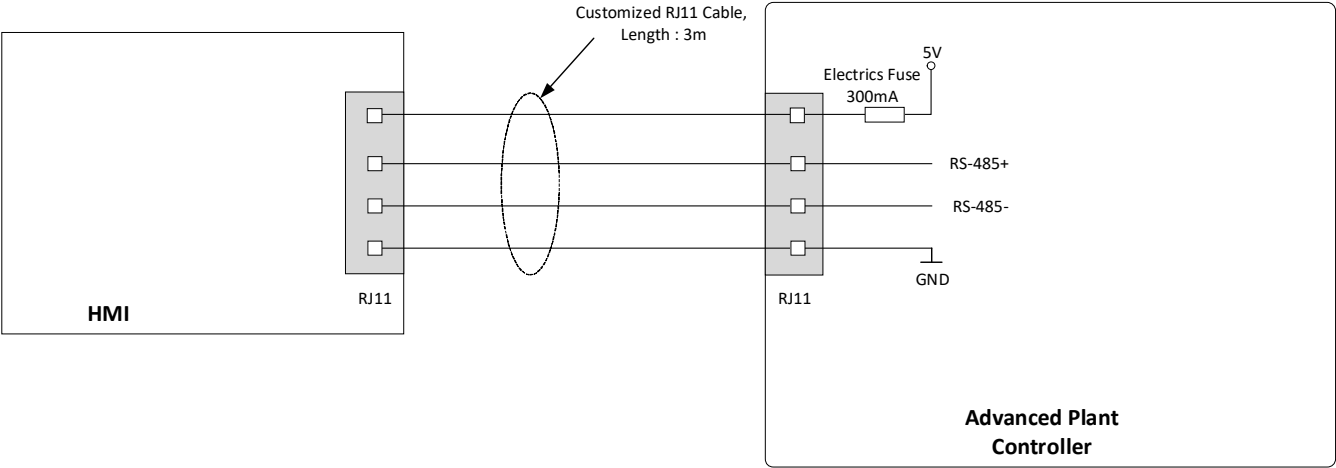 Customized RJ11 Cable,
Length : 3m
5V
Electrics Fuse
300mA
RS-485+
RS-485-
GND
RJ11
RJ11
HMI
Advanced Plant
Controller